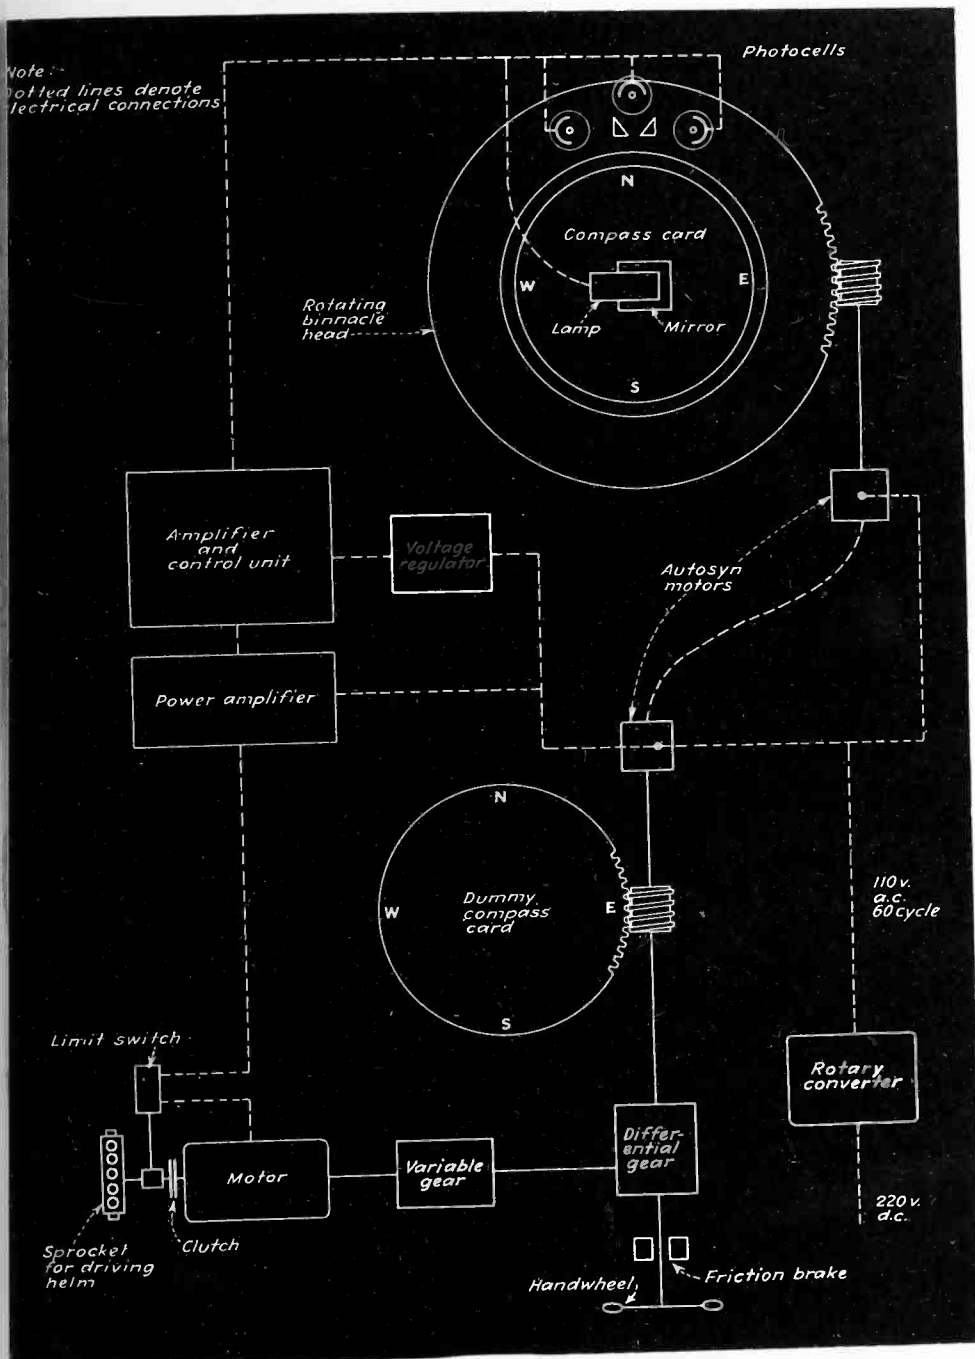 Note:-
Dotted lines denote
electrical connections
Photocells
N
Compass card
W
E
Lamp
Mirror
S
Rotating
binnacle
head
Amplifier
and
control unit
Voltage
regulator
Autosyn
motors
Power amplifier
N
W
Dummy
compass
card
E
S
110 v.
a.c.
60 cycle
Limit switch
Rotary
converter
Differ-
ential
gear
Motor
Variable
gear
220 v.
d.c.
Sprocket
for driving
helm
Clutch
Handwheel
Friction brake